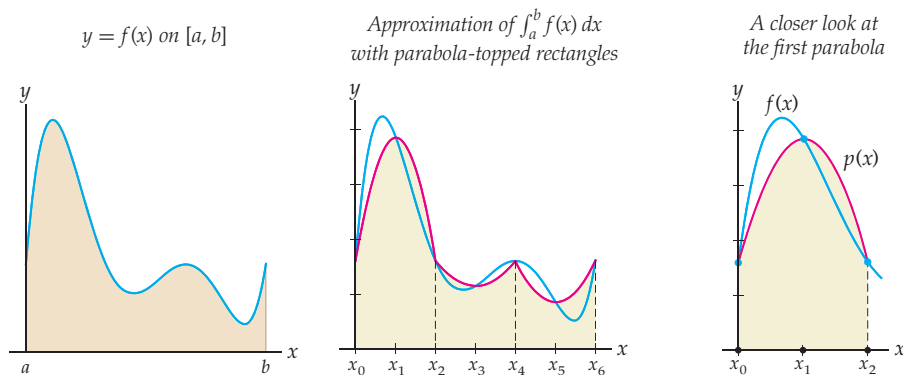 y = f(x) on [a, b]
y
x
a
b
Approximation of ∫ₐᵇ f(x) dx
with parabola-topped rectangles
y
x
x₀ x₁ x₂ x₃ x₄ x₅ x₆
A closer look at
the first parabola
y
f(x)
p(x)
x
x₀ x₁ x₂